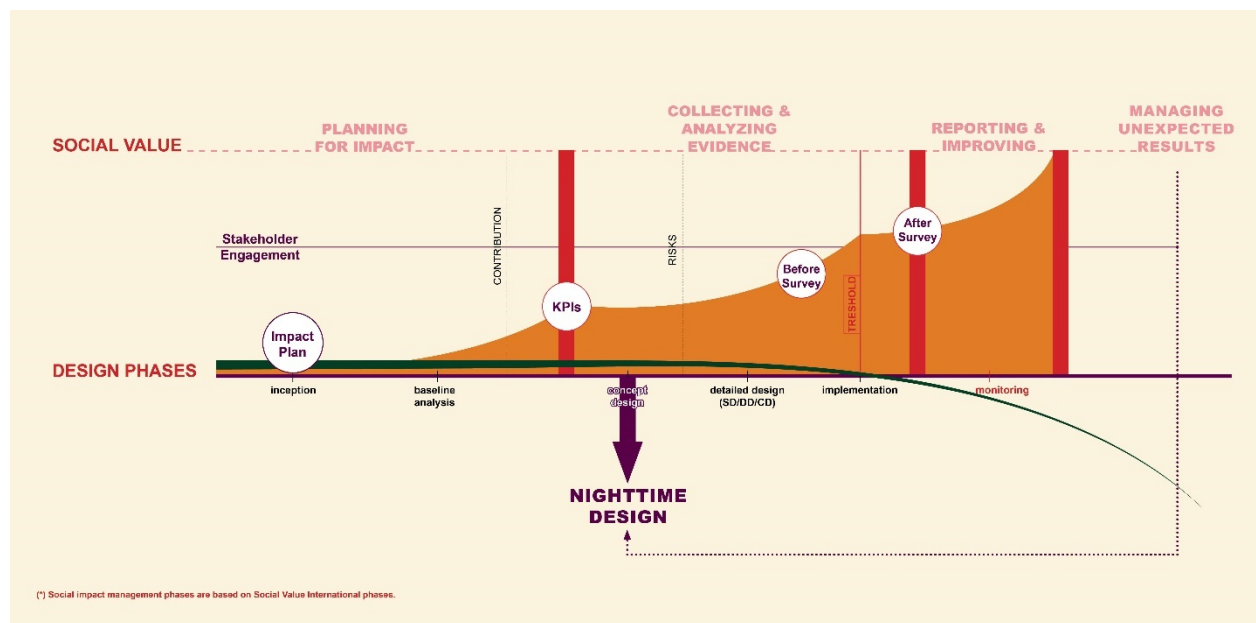 COLLECTING &
ANALYZING
EVIDENCE
MANAGING
UNEXPECTED
RESULTS
PLANNING
FOR IMPACT
REPORTING &
IMPROVING
SOCIAL VALUE
CONTRIBUTION
RISKS
Stakeholder
Engagement
After
Survey
Before
Survey
KPIs
TRESHOLD
Impact
Plan
DESIGN PHASES
inception
baseline
analysis
concept
design
detailed design
(SD/DD/CD)
implementation
monitoring
NIGHTTIME
DESIGN
(*) Social impact management phases are based on Social Value International phases.